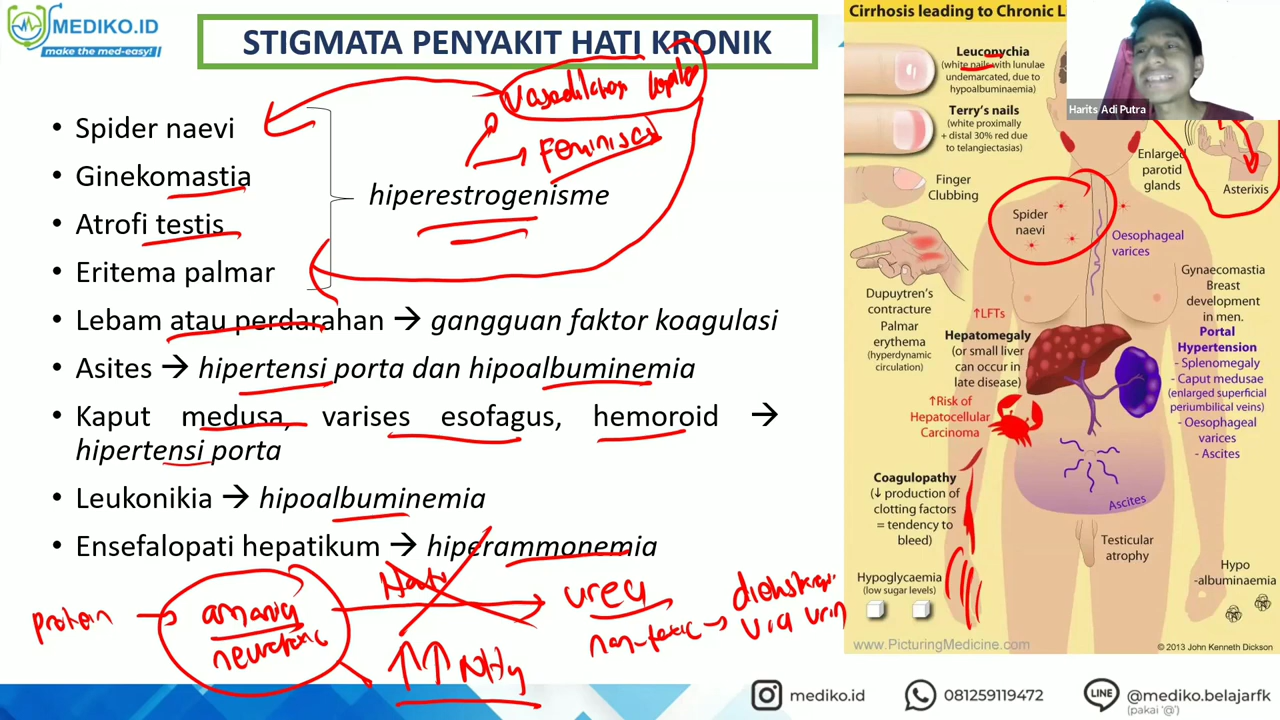 MEDIKO.ID
make the med-easy!
STIGMATA PENYAKIT HATI KRONIK
• Spider naevi
• Ginekomastia
• Atrofi testis
• Eritema palmar
hiperestrogenisme
feminisasi
• Lebam atau perdarahan → gangguan faktor koagulasi
• Asites → hipertensi porta dan hipoalbuminemia
• Kaput medusa, varises esofagus, hemoroid →
hipertensi porta
• Leukonikia → hipoalbuminemia
• Ensefalopati hepatikum → hiperammonemia
protein
amonia
neurotoxic
Hati
urea
non-toxic
via urin
↑↑ NH4
Cirrhosis leading to Chronic L
Harits Adi Putra
Leuconychia
(white nails with lunulae
undemarcated, due to
hypoalbuminaemia)
Terry's nails
(white proximally
+ distal 30% red due
to telangiectasias)
Finger
Clubbing
Enlarged
parotid
glands
Asterixis
Spider
naevi
Oesophageal
varices
Dupuytren's
contracture
Palmar
erythema
(hyperdynamic
circulation)
Gynaecomastia
Breast
development
in men.
↑LFTs
Hepatomegaly
(or small liver
can occur in
late disease)
Portal
Hypertension
- Splenomegaly
- Caput medusae
(enlarged superficial
periumbilical veins)
- Oesophageal
varices
- Ascites
↑Risk of
Hepatocellular
Carcinoma
Coagulopathy
(↓ production of
clotting factors
= tendency to
bleed)
Ascites
Testicular
atrophy
Hypoglycaemia
(low sugar levels)
Hypo
-albuminaemia
www.PicturingMedicine.com
© 2013 John Kenneth Dickson
mediko.id
081259119472
LINE
@mediko.belajarfk
(pakai '@')